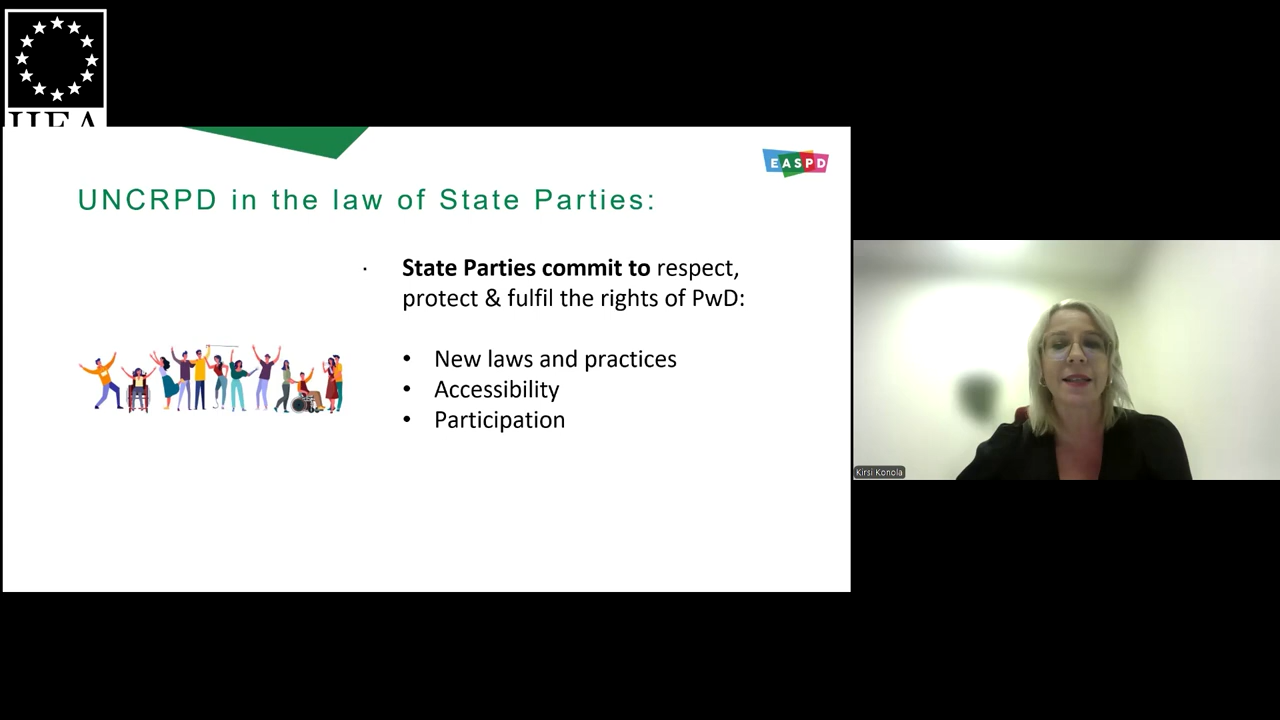 EASPD
UNCRPD in the law of State Parties:
· State Parties commit to respect,
protect & fulfil the rights of PwD:
• New laws and practices
• Accessibility
• Participation
Kirsi Konola